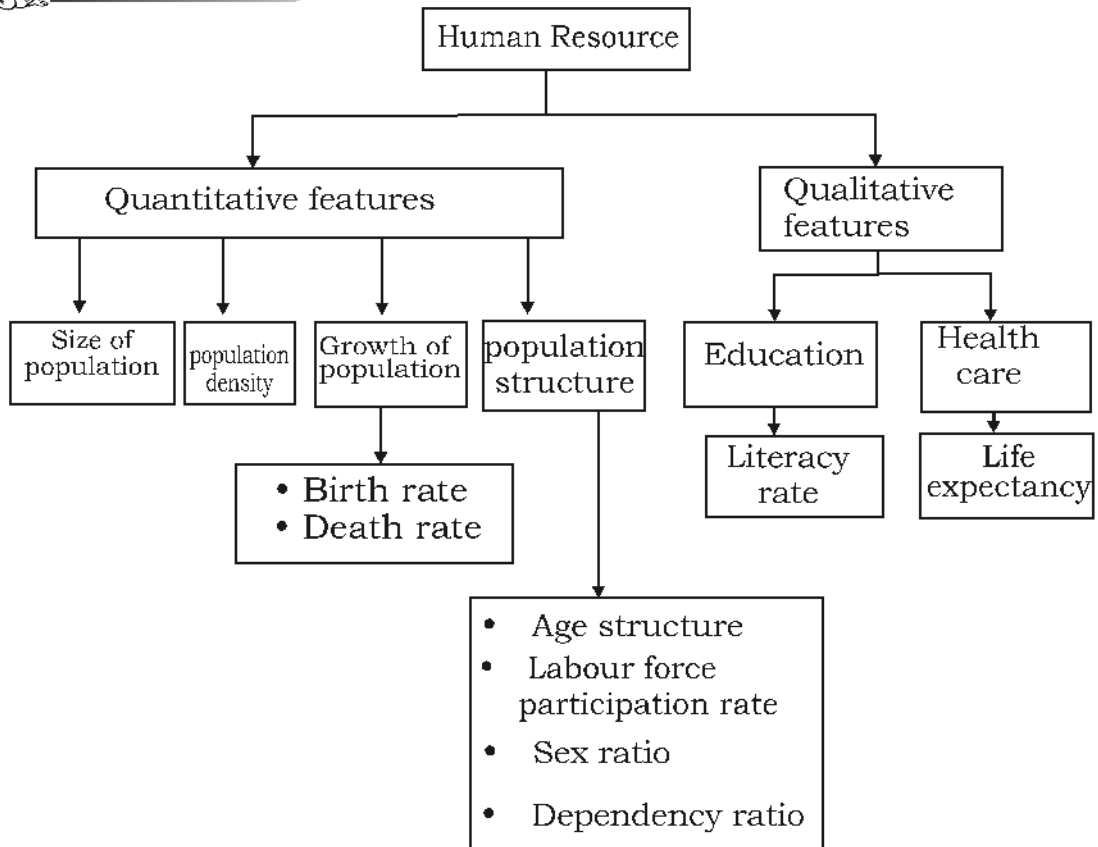 Human Resource
Quantitative features
Qualitative
features
Size of
population
population
density
Growth of
population
population
structure
Education
Health
care
• Birth rate
• Death rate
Literacy
rate
Life
expectancy
• Age structure
• Labour force
participation rate
• Sex ratio
• Dependency ratio